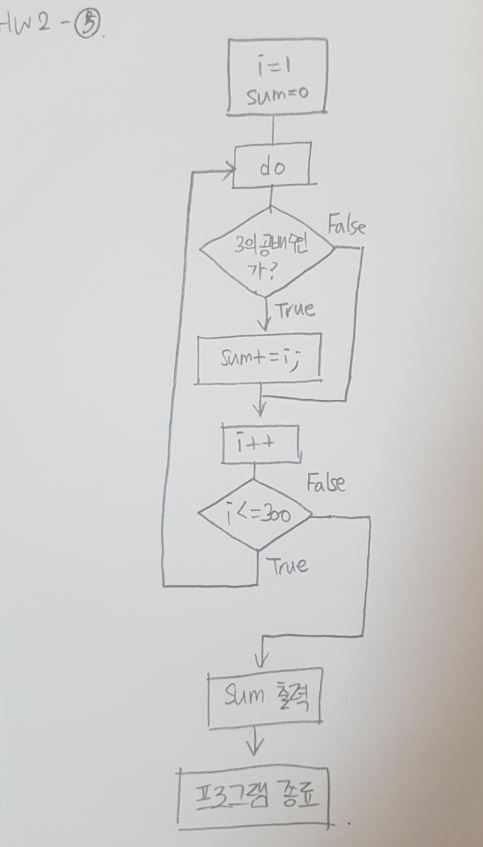 HW2-③.
i=1
sum=0
do
3의공배수인
가?
False
True
sum+=i;
i++
False
i<=300
True
sum 출력
프로그램 종료.